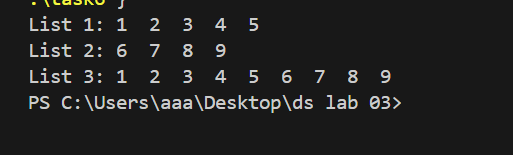 .\task6 }
List 1: 1  2  3  4  5
List 2: 6  7  8  9
List 3: 1  2  3  4  5  6  7  8  9
PS C:\Users\aaa\Desktop\ds lab 03>